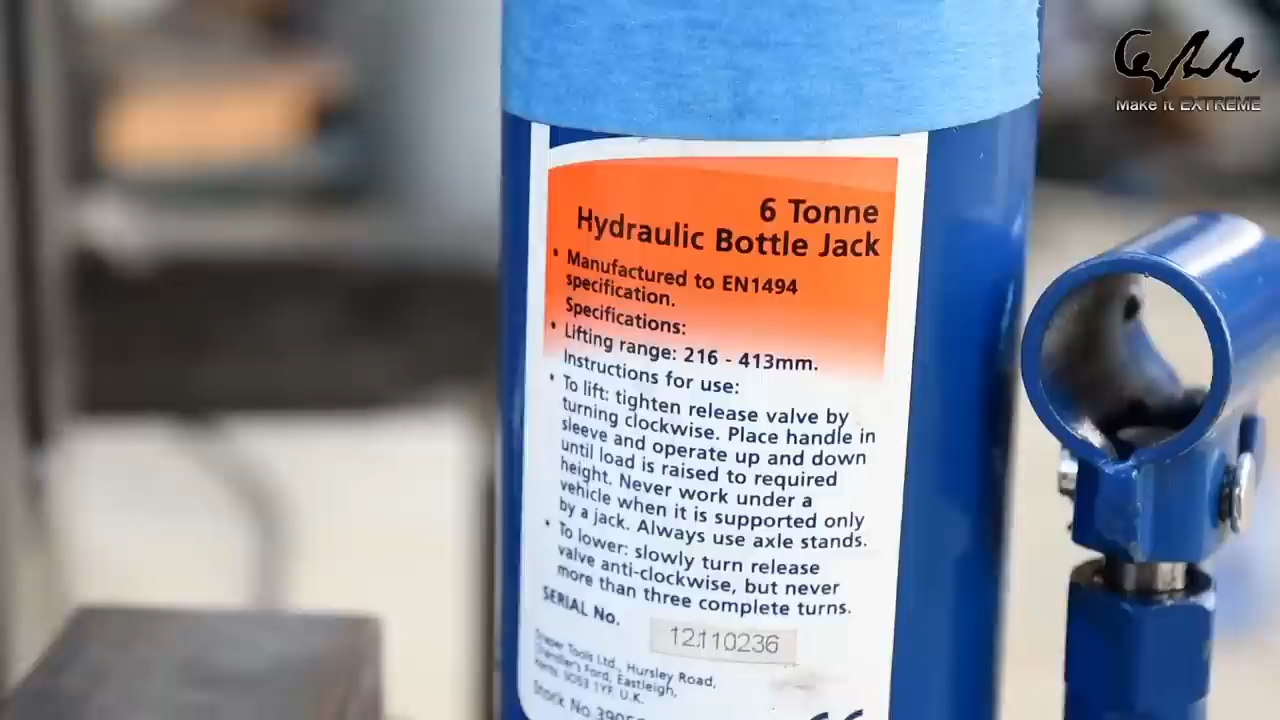 Make it EXTREME
6 Tonne
Hydraulic Bottle Jack
• Manufactured to EN1494
specification.
Specifications:
• Lifting range: 216 - 413mm.
Instructions for use:
• To lift: tighten release valve by
turning clockwise. Place handle in
sleeve and operate up and down
until load is raised to required
height. Never work under a
vehicle when it is supported only
by a jack. Always use axle stands.
• To lower: slowly turn release
valve anti-clockwise, but never
more than three complete turns.
SERIAL No.
12110236
Draper Tools Ltd., Hursley Road,
Chandler's Ford, Eastleigh,
Hants. SO53 1YF. U.K.
Stock No.